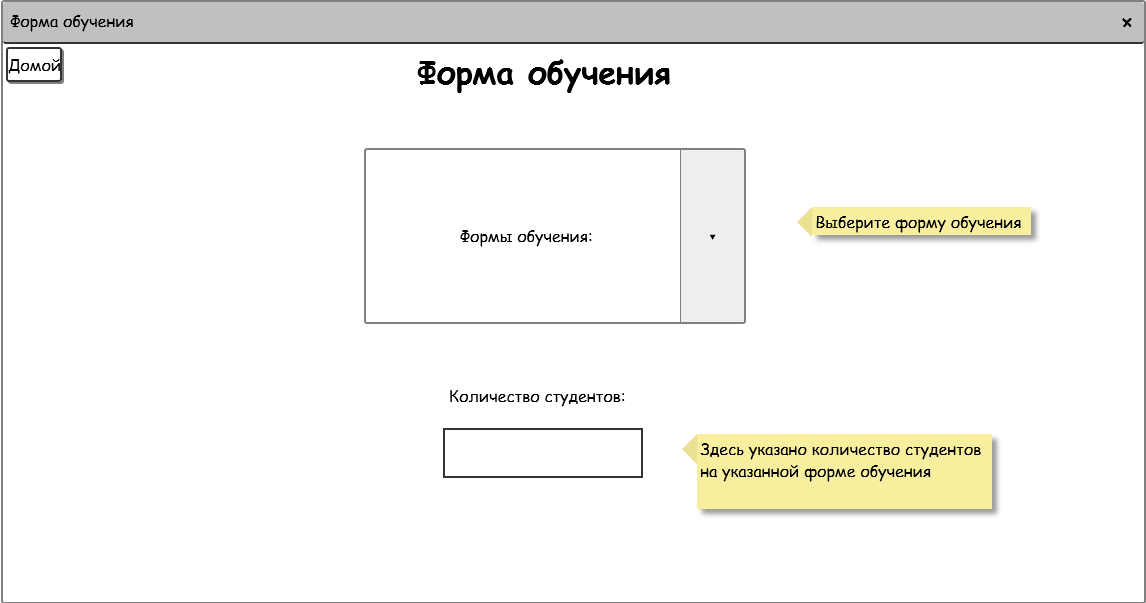 Форма обучения
Домой
Форма обучения
Формы обучения:
Выберите форму обучения
Количество студентов:
Здесь указано количество студентов
на указанной форме обучения